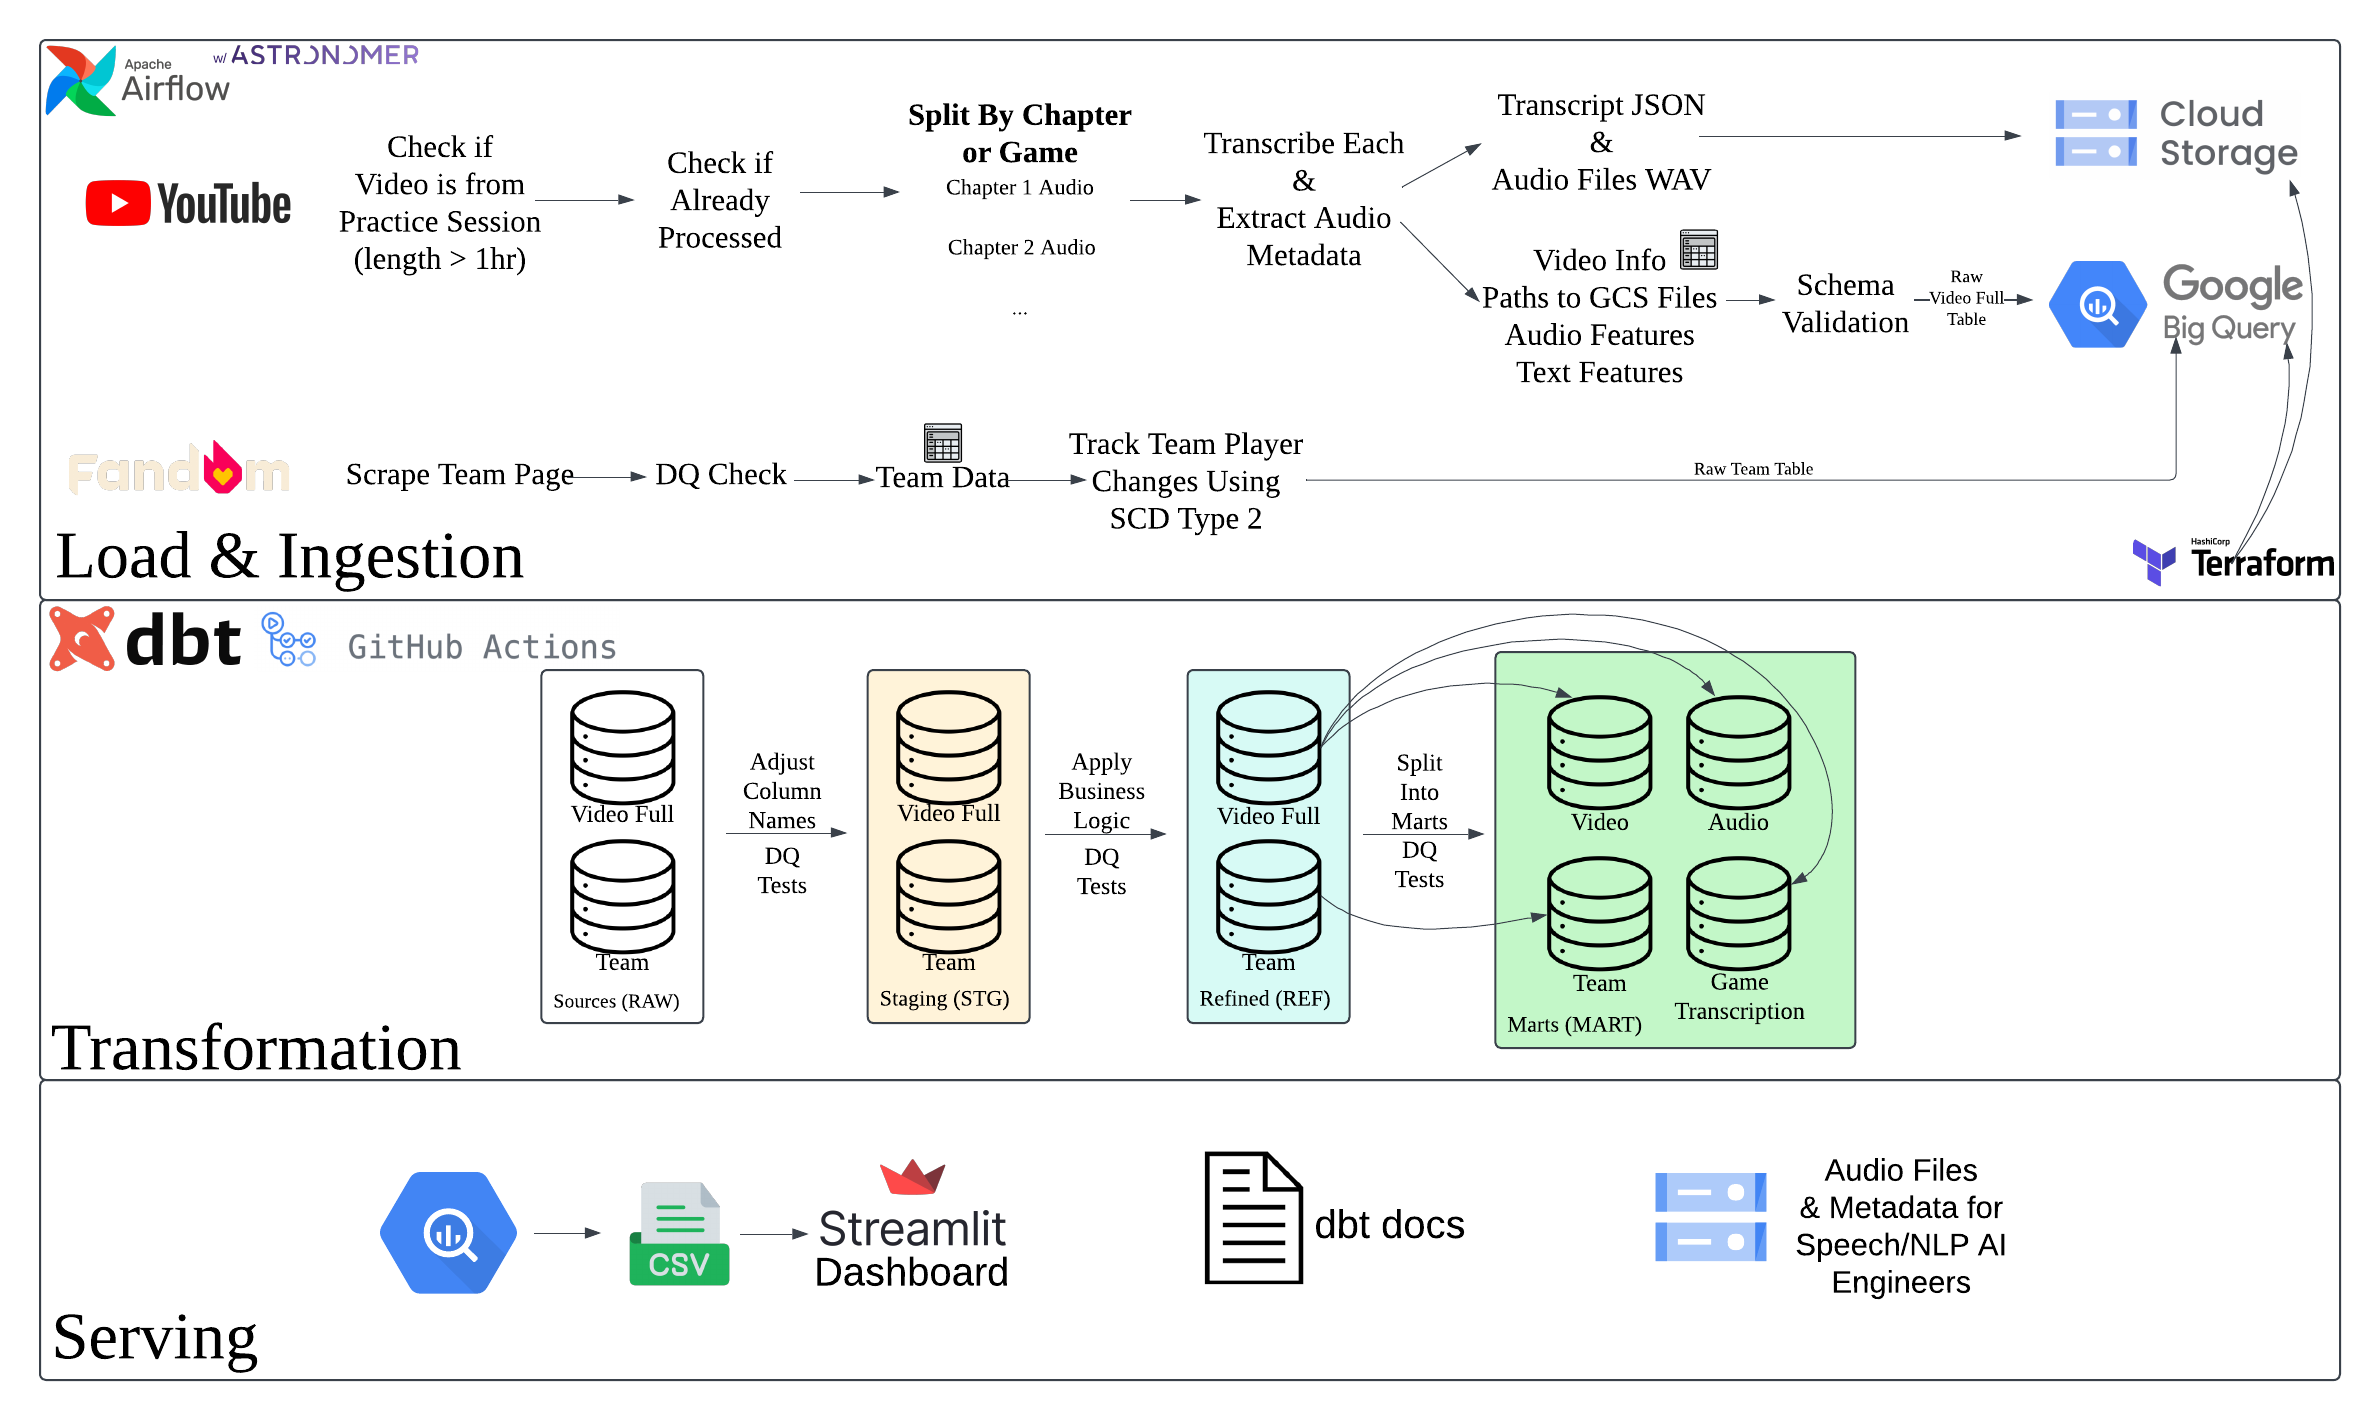 Apache
Airflow
w/ ASTRONOMER
YouTube
Check if
Video is from
Practice Session
(length > 1hr)
Check if
Already
Processed
Split By Chapter
or Game
Chapter 1 Audio
Chapter 2 Audio
...
Transcribe Each
&
Extract Audio
Metadata
Transcript JSON
&
Audio Files WAV
Cloud
Storage
Video Info
Paths to GCS Files
Audio Features
Text Features
Schema
Validation
Raw
Video Full
Table
Google
Big Query
Fandom
Scrape Team Page
DQ Check
Team Data
Track Team Player
Changes Using
SCD Type 2
Raw Team Table
Load & Ingestion
HashiCorp
Terraform
dbt
GitHub Actions
Video Full
Team
Sources (RAW)
Adjust
Column
Names
DQ
Tests
Video Full
Team
Staging (STG)
Apply
Business
Logic
DQ
Tests
Video Full
Team
Refined (REF)
Split
Into
Marts
DQ
Tests
Video
Audio
Team
Game
Transcription
Marts (MART)
Transformation
CSV
Streamlit
Dashboard
dbt docs
Audio Files
& Metadata for
Speech/NLP AI
Engineers
Serving